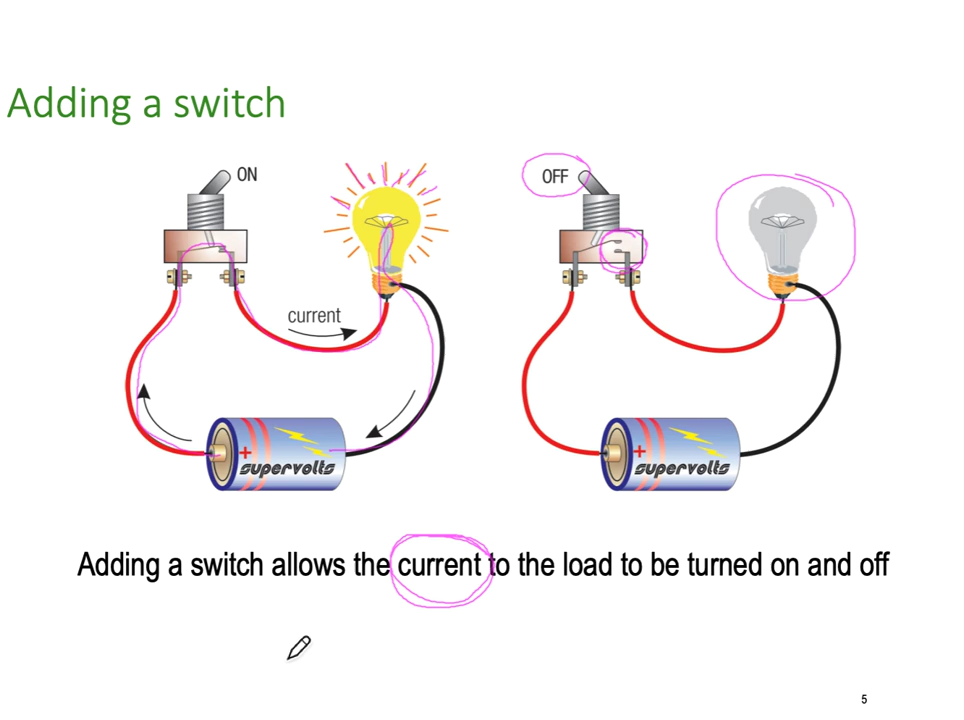 Adding a switch
ON
OFF
current
+
supervolts
+
supervolts
Adding a switch allows the current to the load to be turned on and off
5